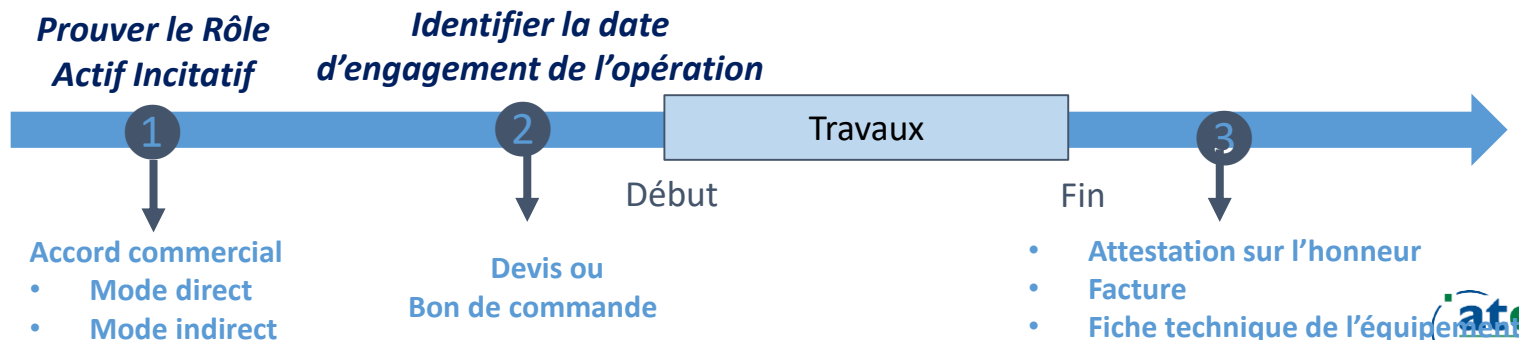 Prouver le Rôle
Actif Incitatif
Identifier la date
d'engagement de l'opération
1
2
Travaux
3
Début
Fin
Accord commercial
• Mode direct
• Mode indirect
Devis ou
Bon de commande
• Attestation sur l'honneur
• Facture
• Fiche technique de l'équipement